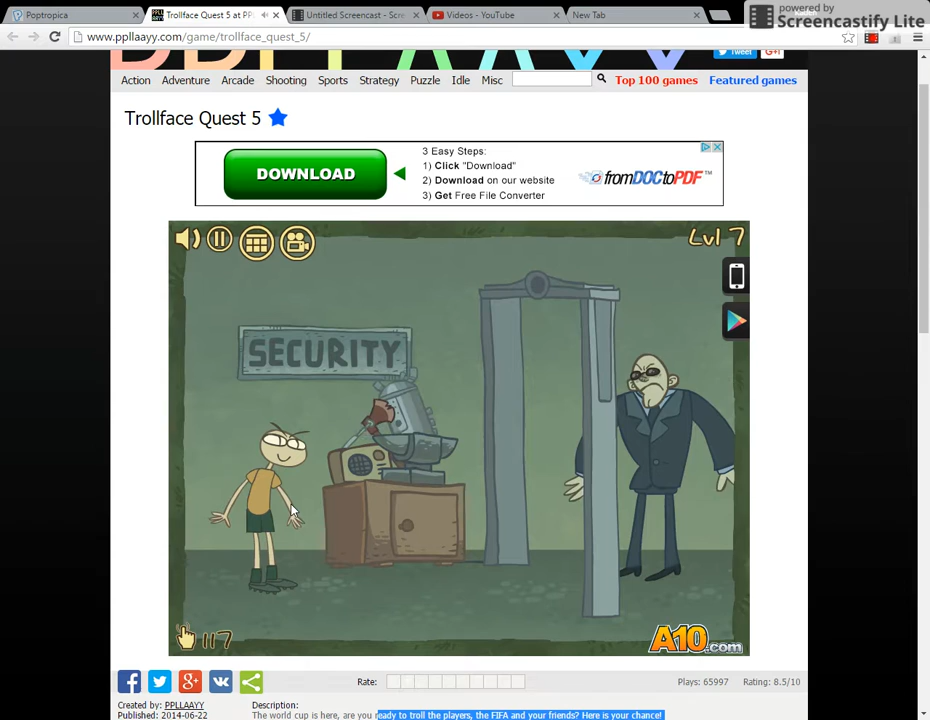 powered by
Screencastify Lite
Poptropica
Trollface Quest 5 at PP
Untitled Screencast - Scre
Videos - YouTube
New Tab
www.ppllaayy.com/game/trollface_quest_5/
Tweet
G+1
Action Adventure Arcade Shooting Sports Strategy Puzzle Idle Misc
Top 100 games Featured games
Trollface Quest 5
DOWNLOAD
3 Easy Steps:
1) Click "Download"
2) Download on our website
3) Get Free File Converter
fromDOCtoPDF™
Lvl 7
SECURITY
117
A10.com
Rate:
Plays: 65997
Rating: 8.5/10
Created by: PPLLAAYY
Published: 2014-06-22
Description:
The world cup is here, are you ready to troll the players, the FIFA and your friends? Here is your chance!